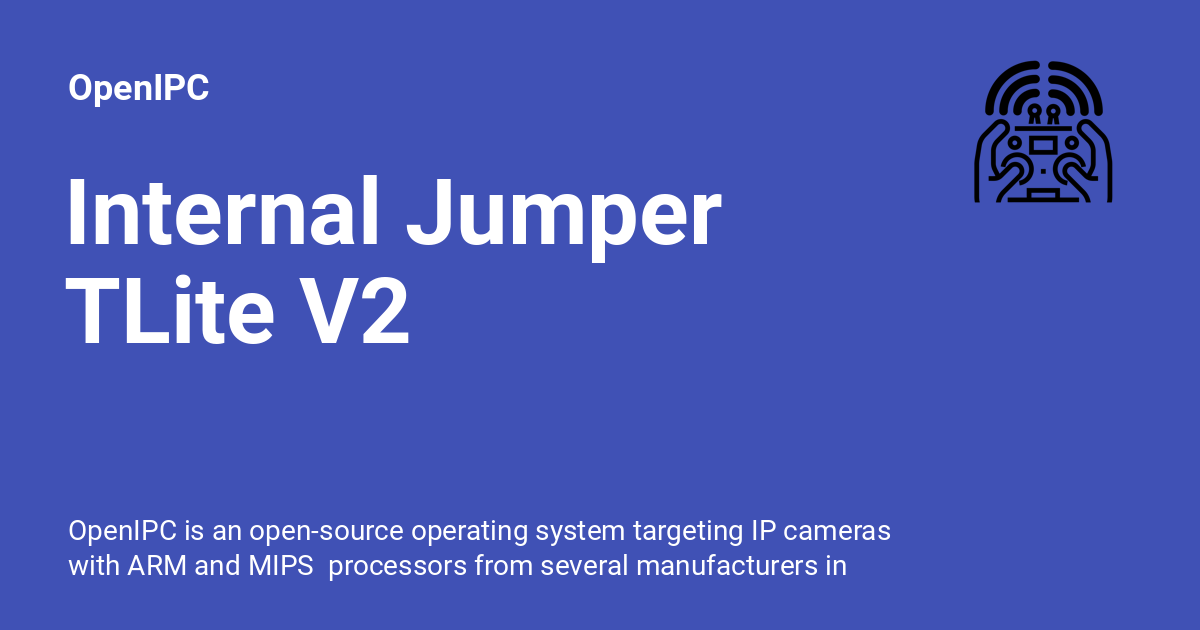 OpenIPC
Internal Jumper
TLite V2
OpenIPC is an open-source operating system targeting IP cameras
with ARM and MIPS  processors from several manufacturers in